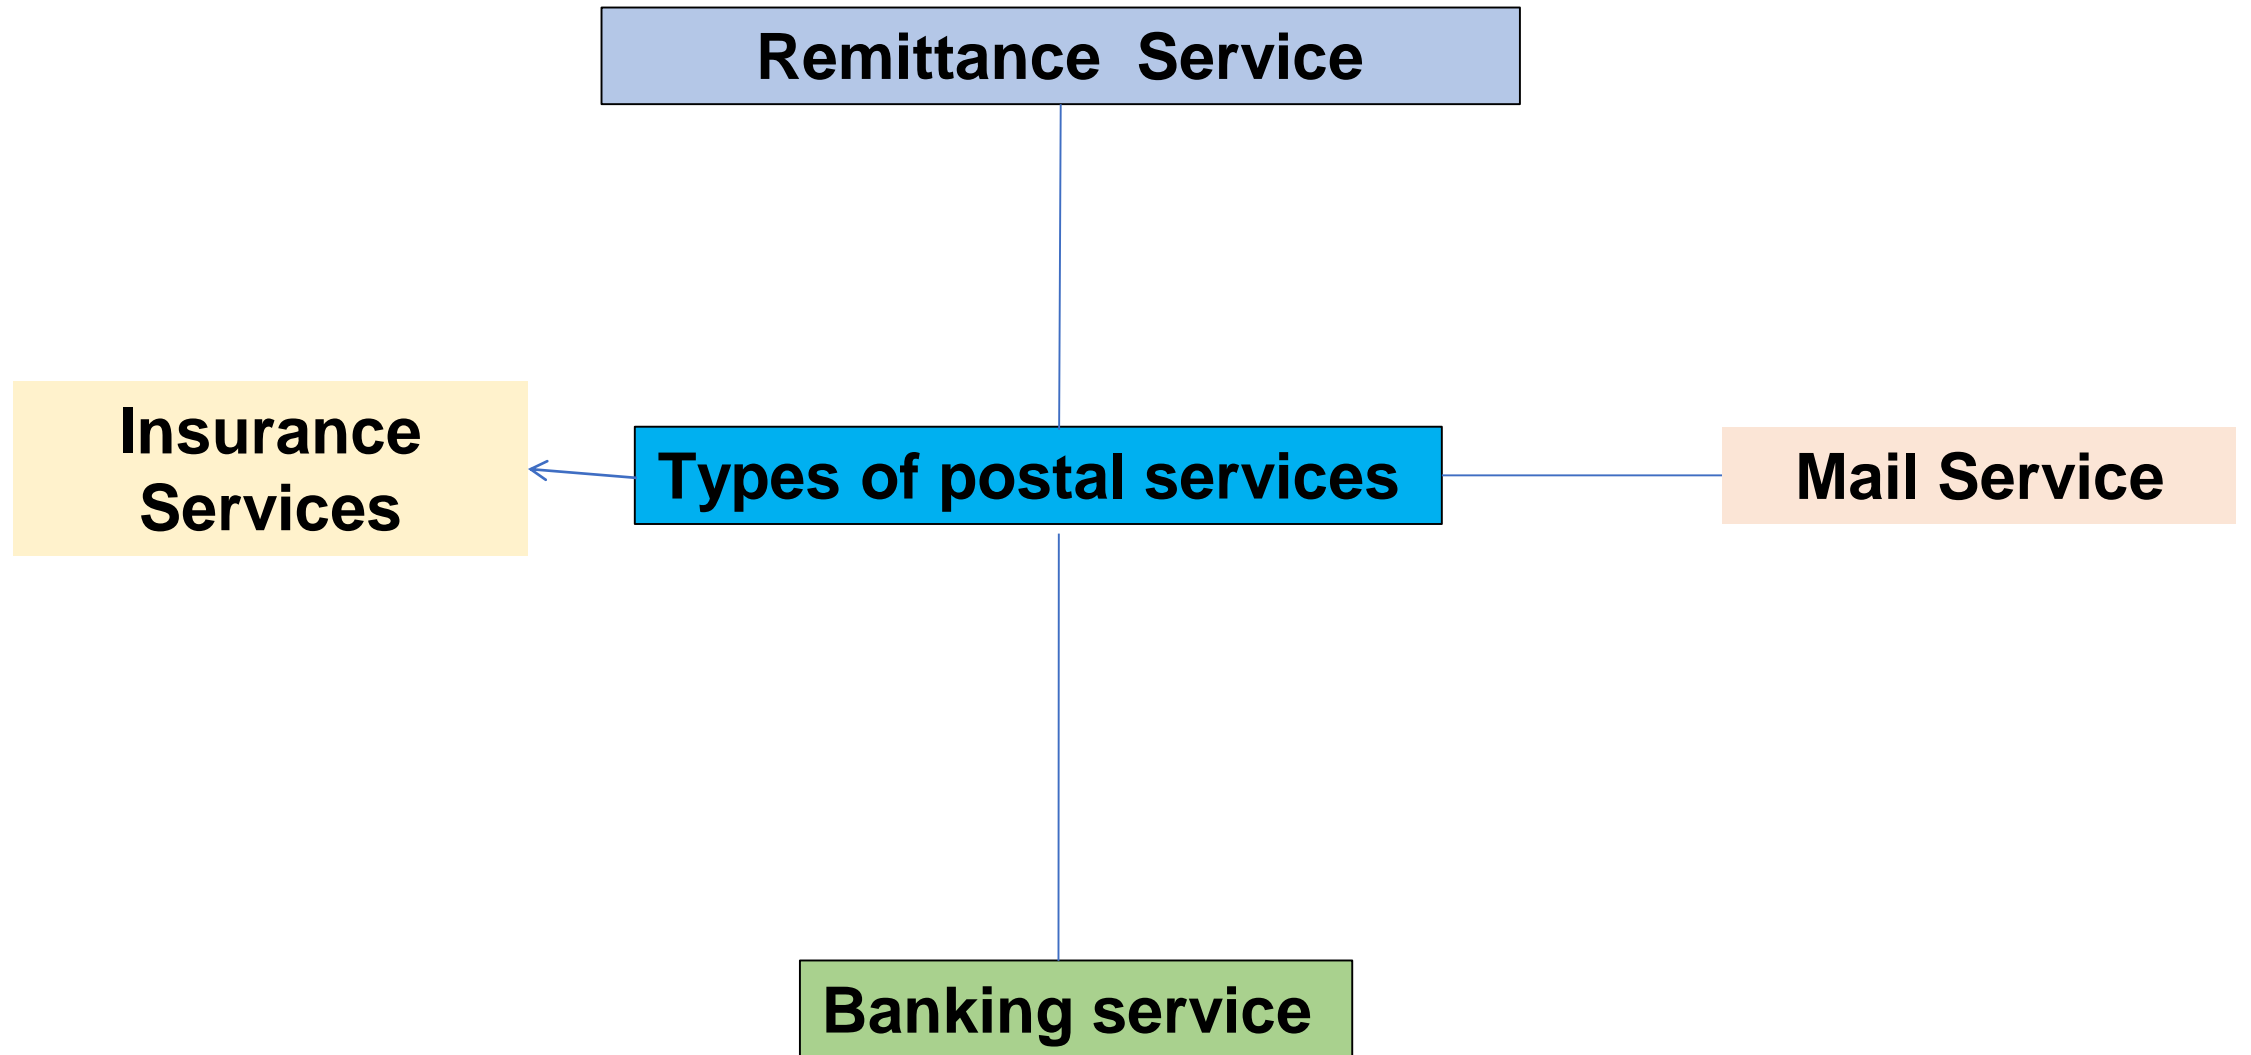 Remittance  Service
Insurance
Services
Types of postal services
Mail Service
Banking service